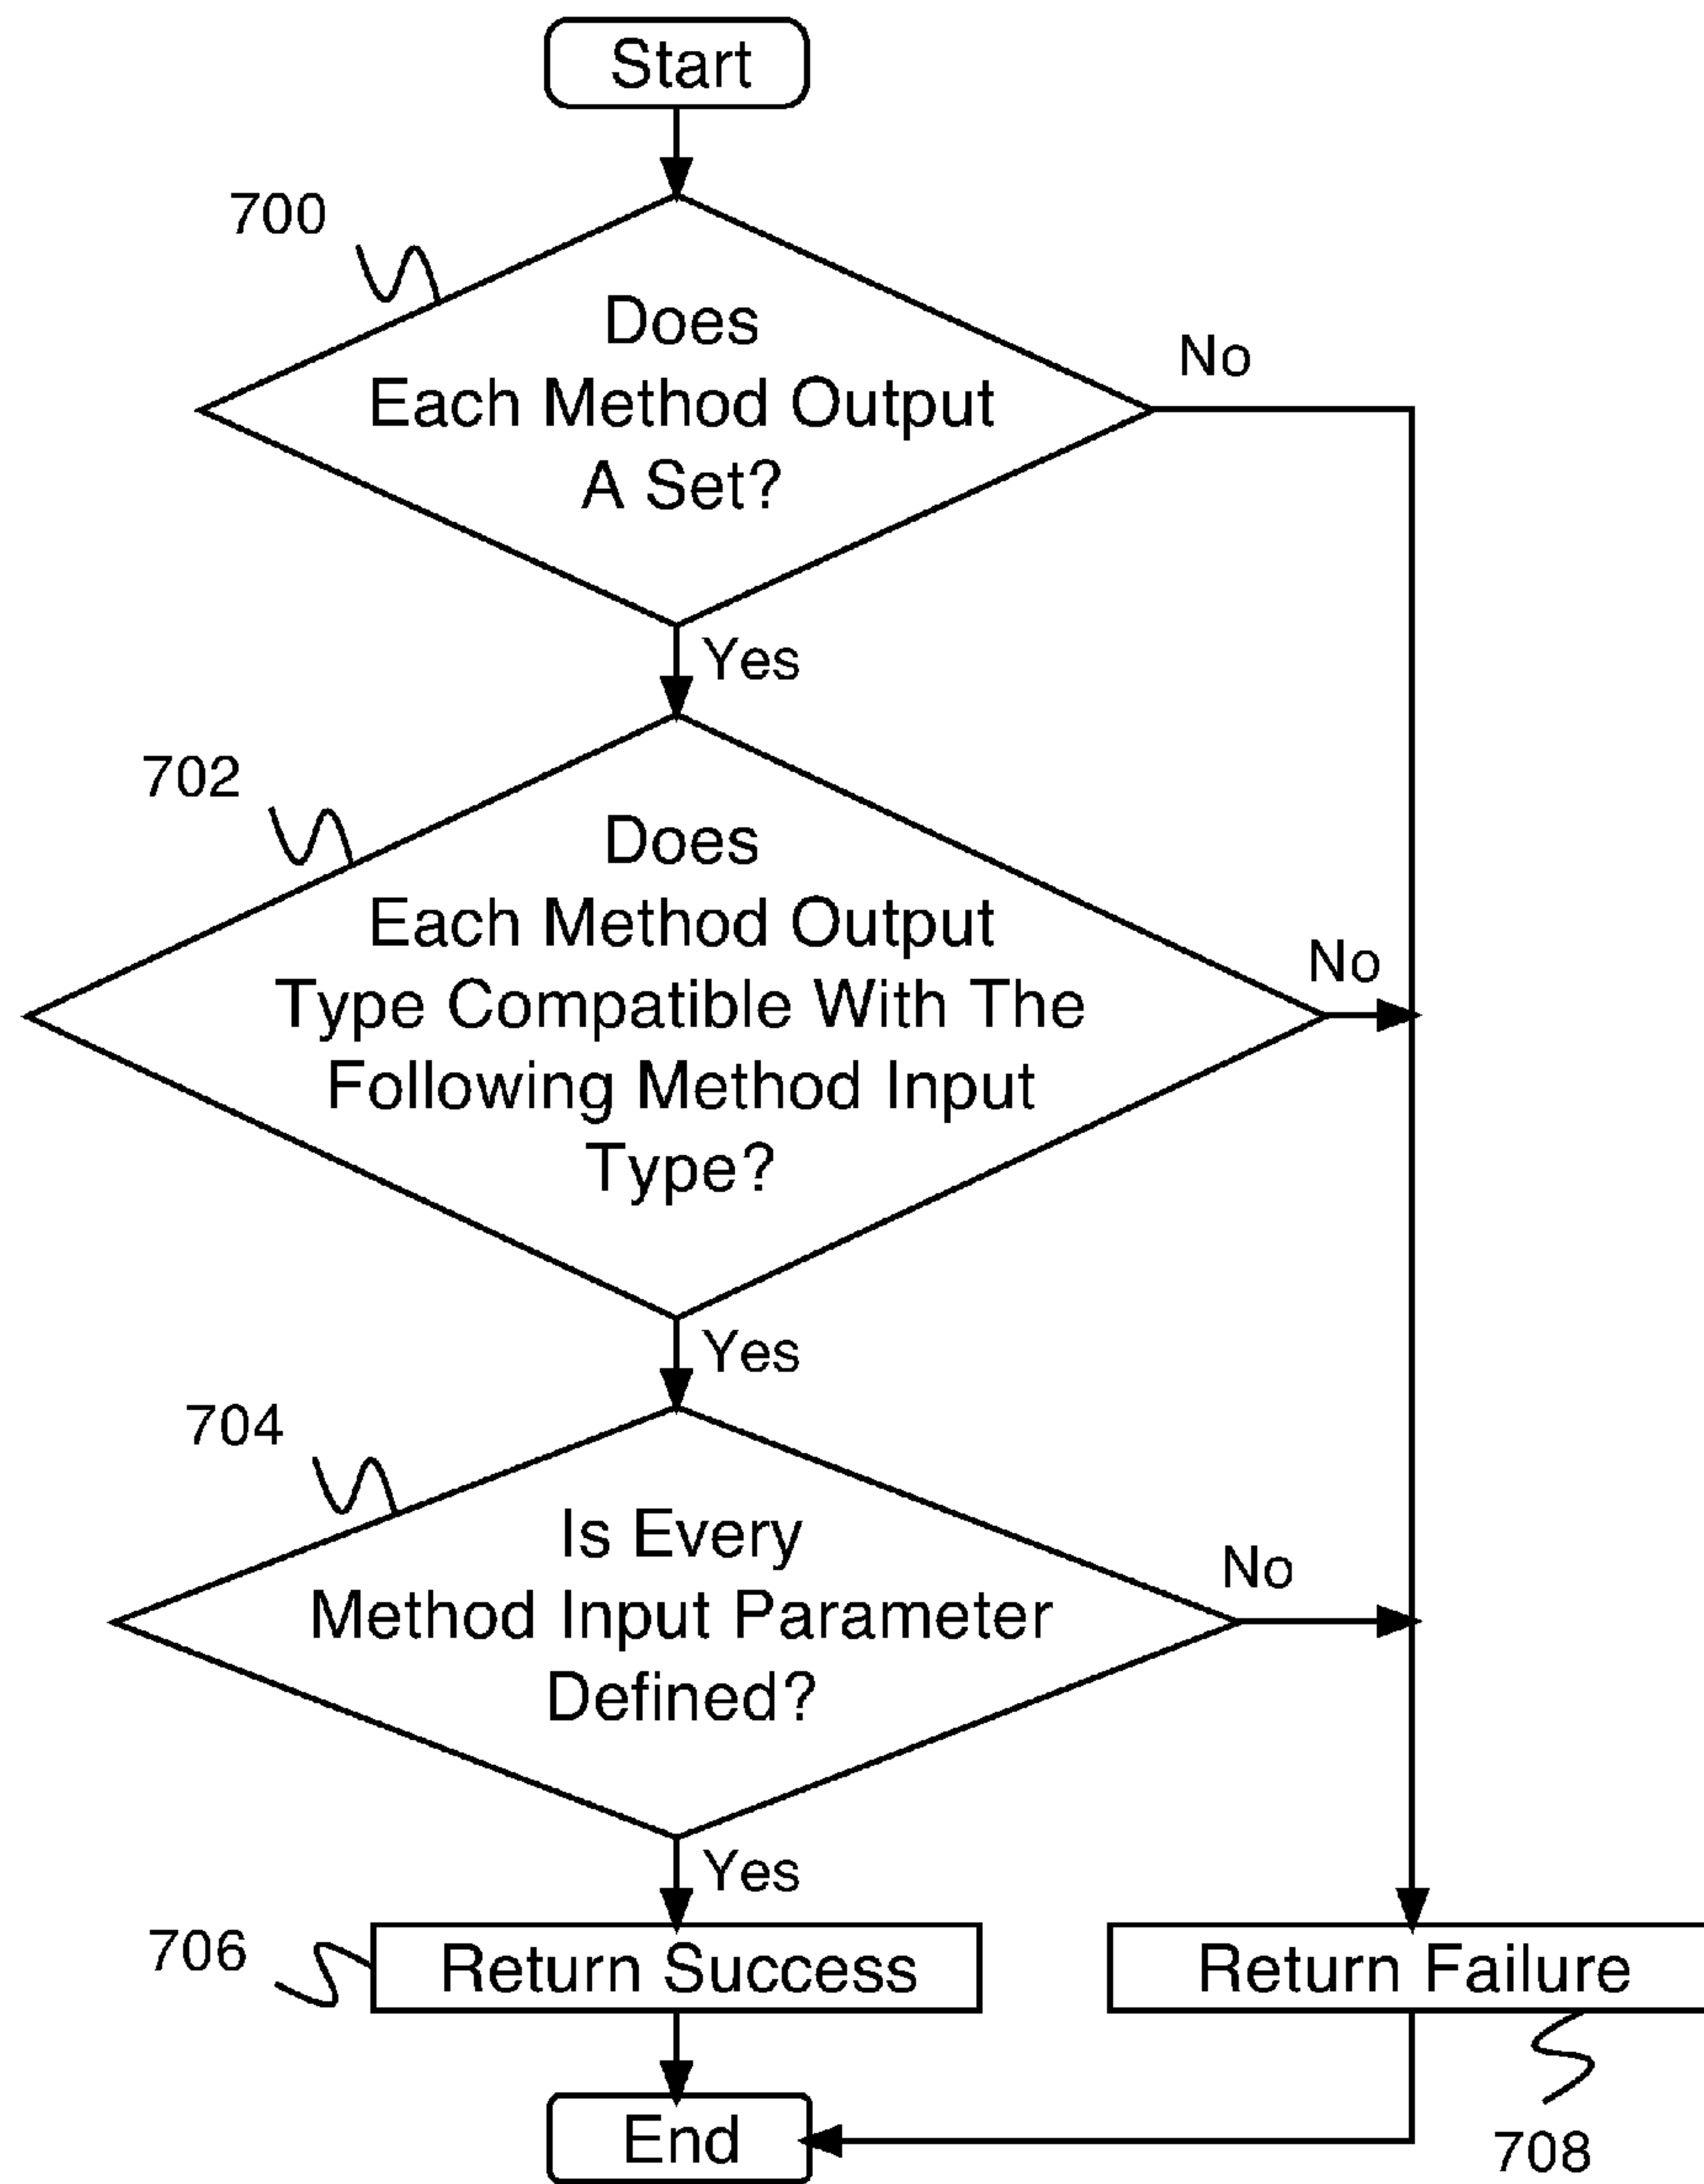 Start
700
Does
Each Method Output
A Set?
No
Yes
702
Does
Each Method Output
Type Compatible With The
Following Method Input
Type?
No
Yes
704
Is Every
Method Input Parameter
Defined?
No
Yes
706
Return Success
Return Failure
End
708